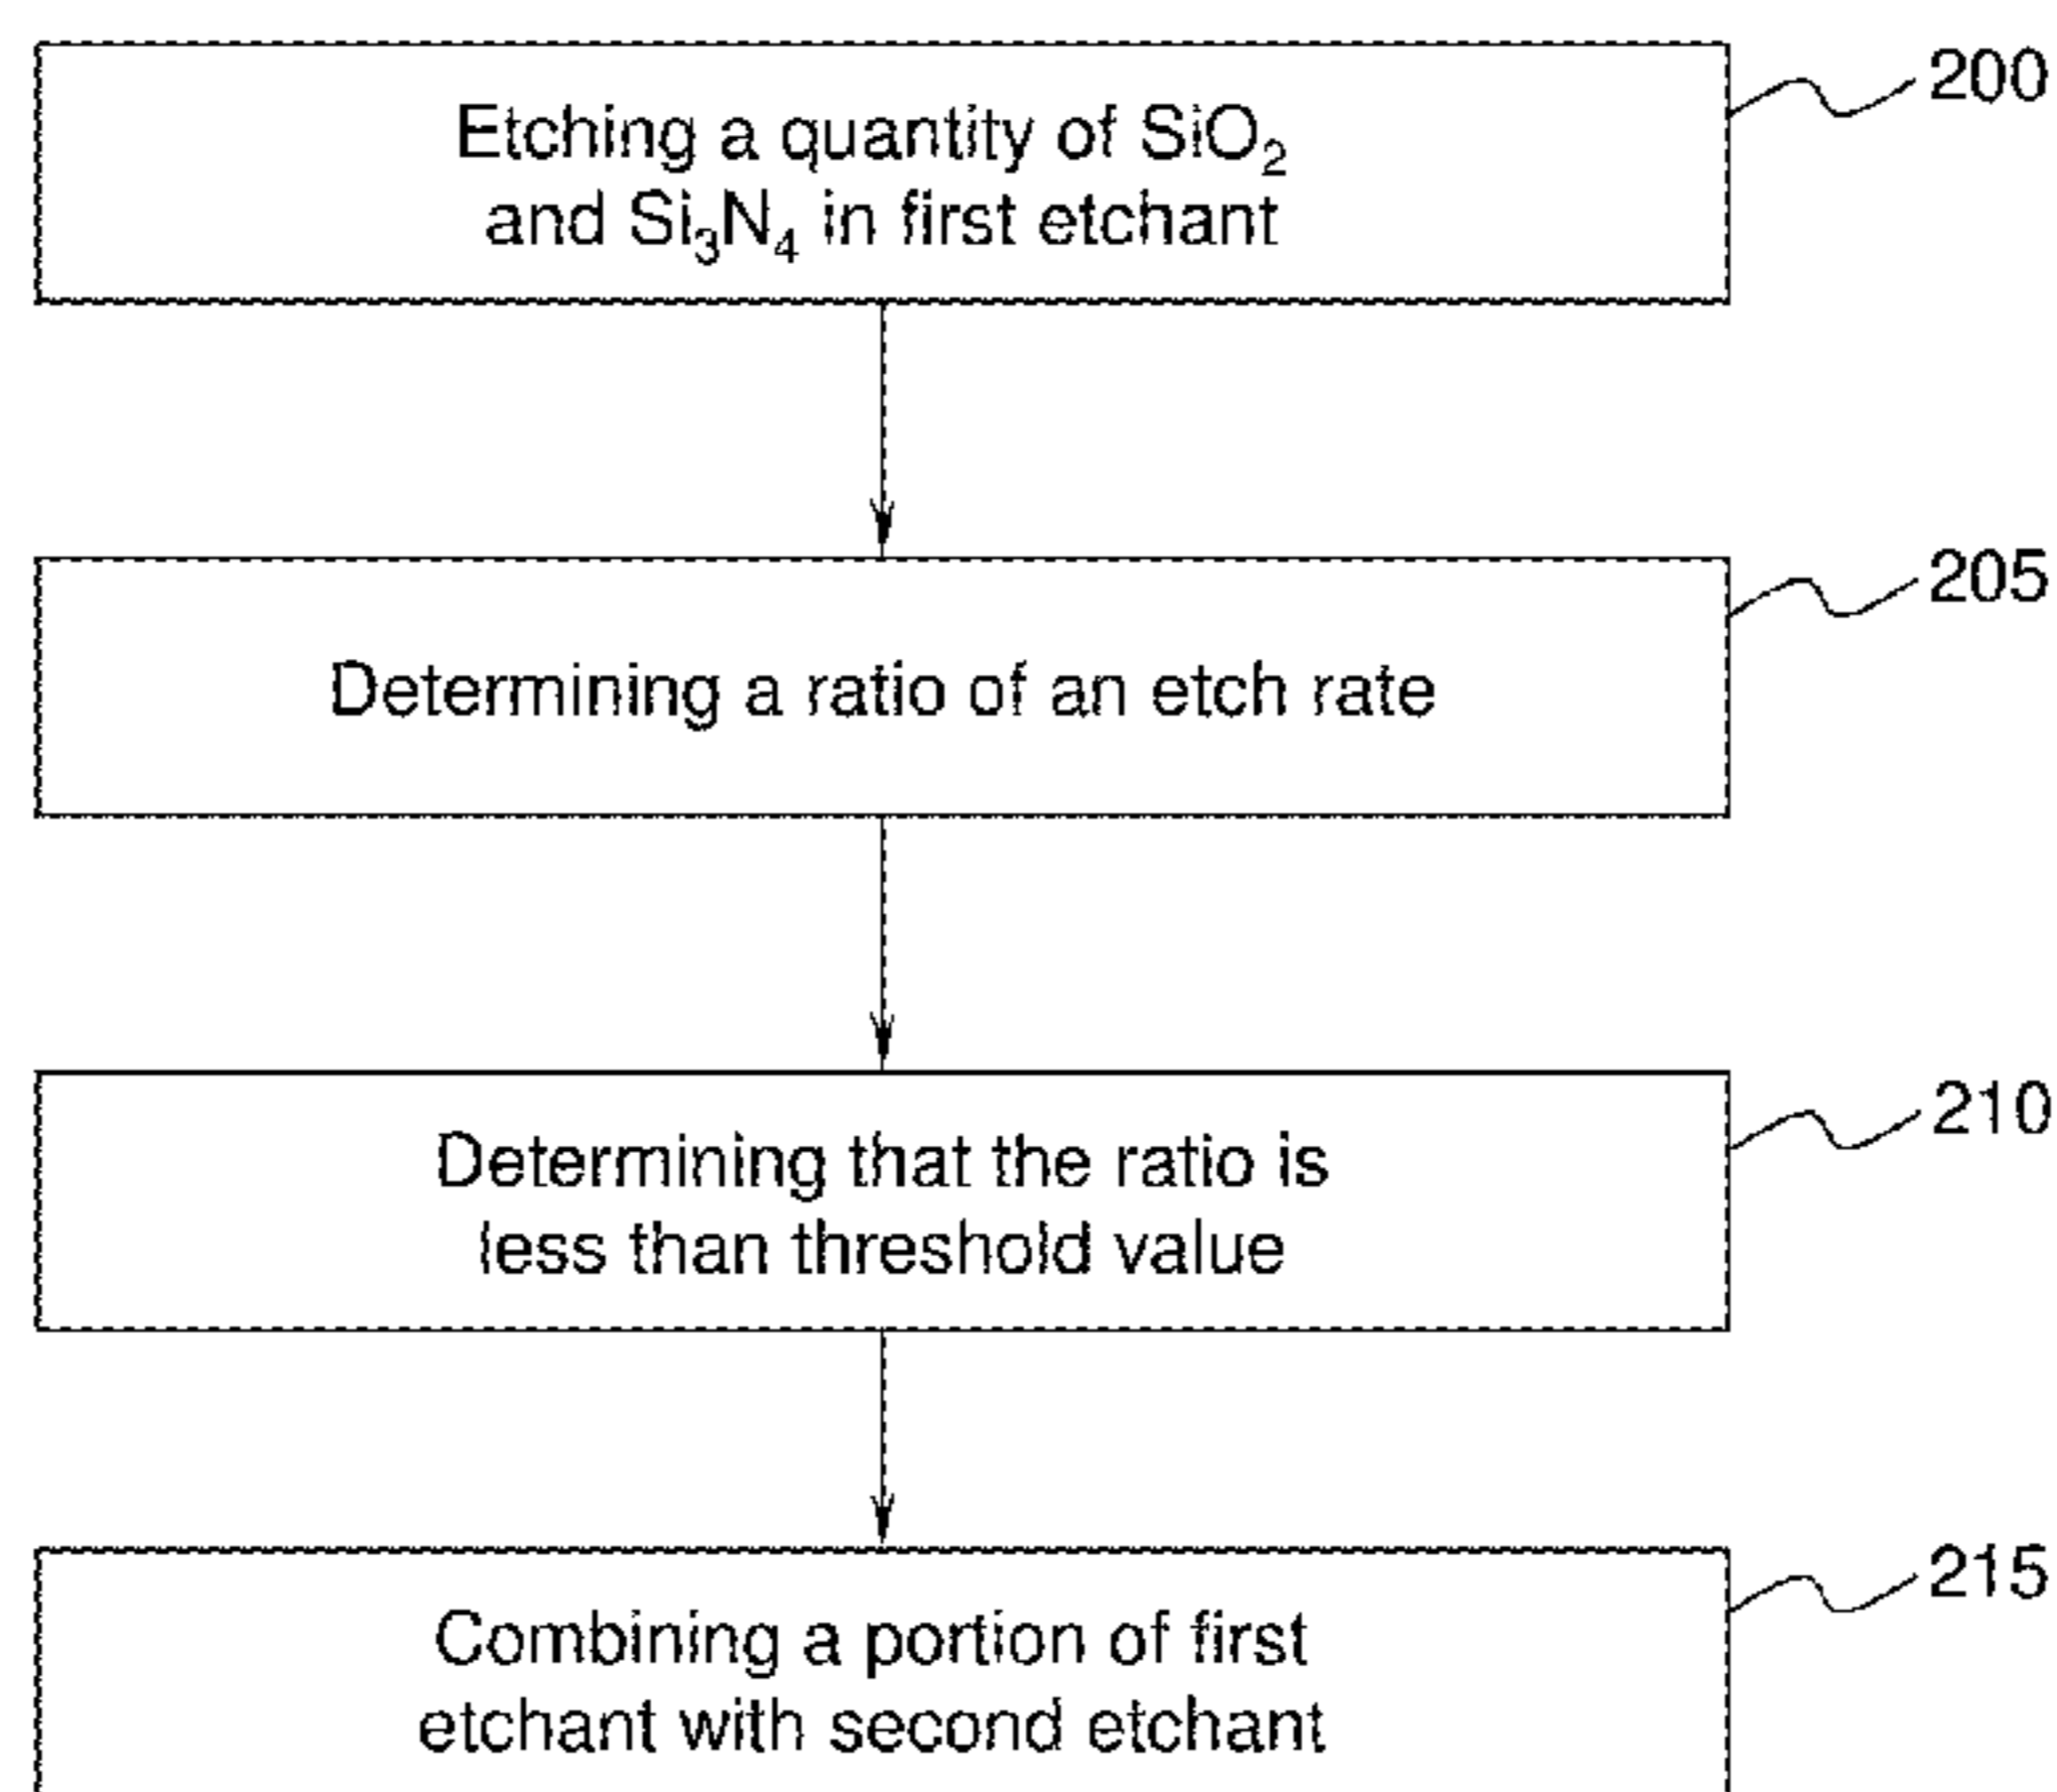 Etching a quantity of SiO₂
and Si₃N₄ in first etchant
200
Determining a ratio of an etch rate
205
Determining that the ratio is
less than threshold value
210
Combining a portion of first
etchant with second etchant
215